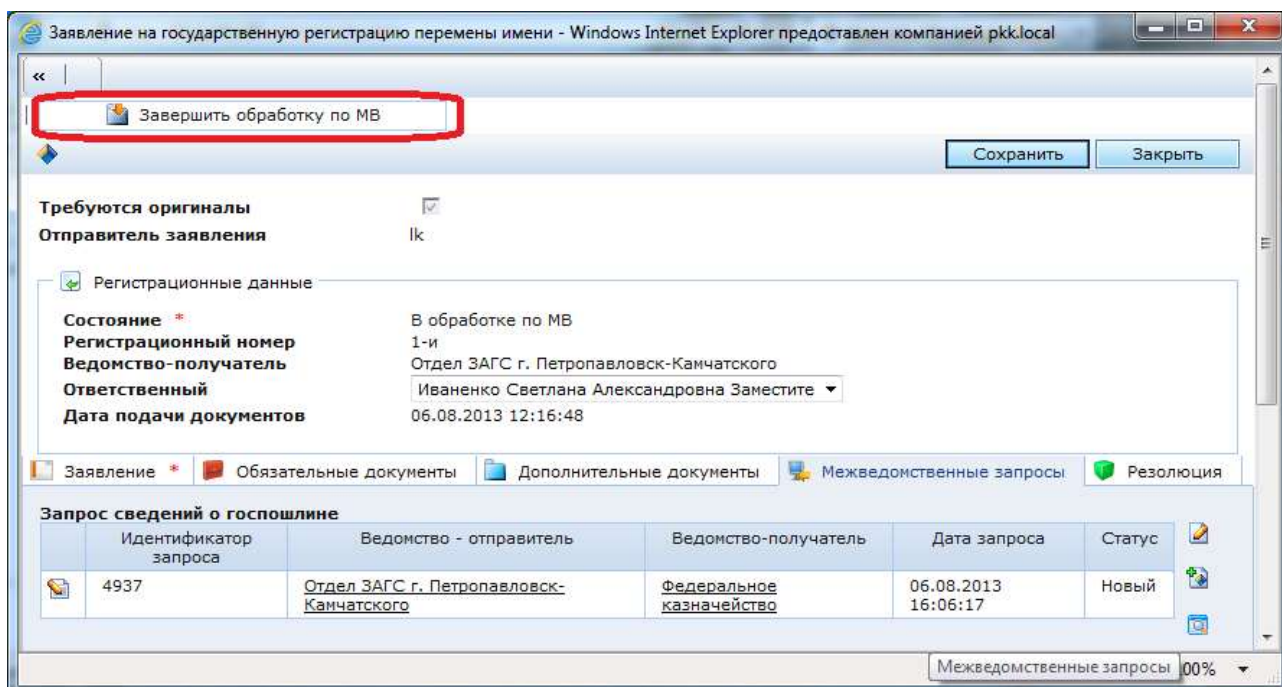 Заявление на государственную регистрацию перемены имени - Windows Internet Explorer предоставлен компанией pkk.local
«
Завершить обработку по МВ
Сохранить Закрыть
Требуются оригиналы
Отправитель заявления lk
Регистрационные данные
Состояние * В обработке по МВ
Регистрационный номер 1-и
Ведомство-получатель Отдел ЗАГС г. Петропавловск-Камчатского
Ответственный Иваненко Светлана Александровна Заместите
Дата подачи документов 06.08.2013 12:16:48
Заявление * Обязательные документы Дополнительные документы Межведомственные запросы Резолюция
Запрос сведений о госпошлине
Идентификатор запроса Ведомство - отправитель Ведомство-получатель Дата запроса Статус
4937 Отдел ЗАГС г. Петропавловск-Камчатского Федеральное казначейство 06.08.2013 16:06:17 Новый
Межведомственные запросы 00%